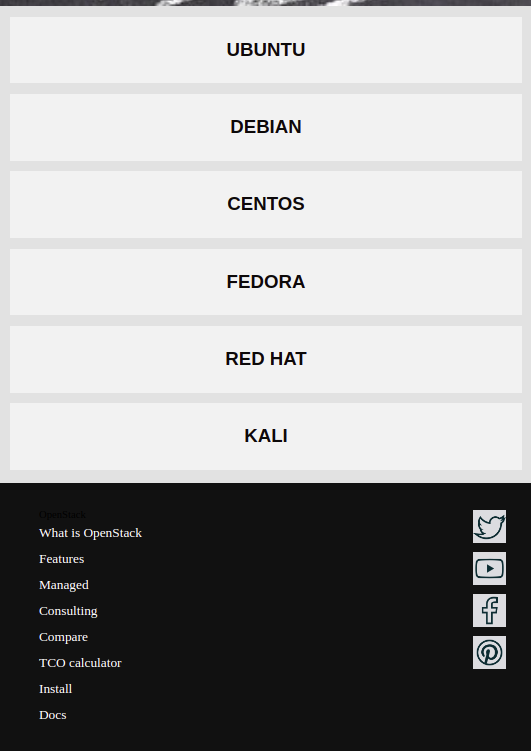 UBUNTU
DEBIAN
CENTOS
FEDORA
RED HAT
KALI
OpenStack
What is OpenStack
Features
Managed
Consulting
Compare
TCO calculator
Install
Docs